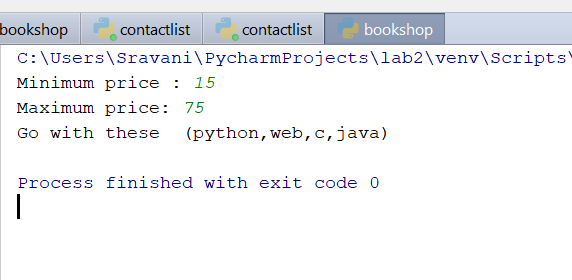 bookshop contactlist contactlist bookshop
C:\Users\Sravani\PycharmProjects\lab2\venv\Scripts\
Minimum price : 15
Maximum price: 75
Go with these  (python,web,c,java)
Process finished with exit code 0